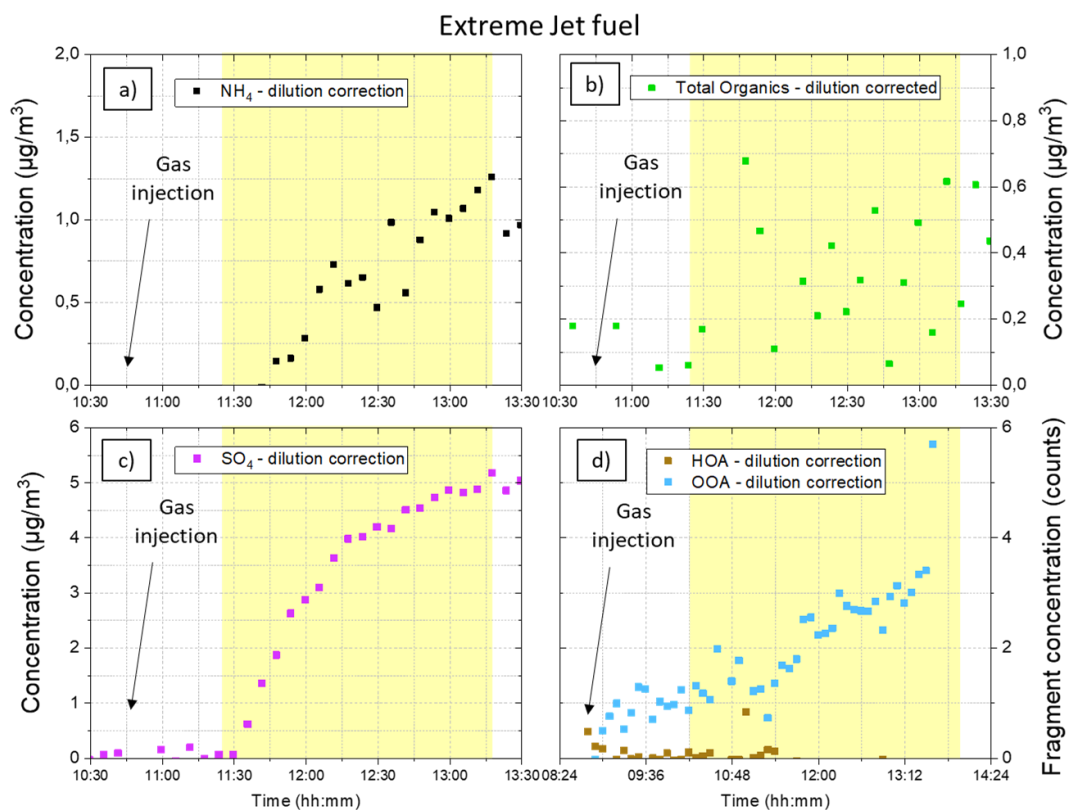 Extreme Jet fuel
a)
NH4 - dilution correction
Gas
injection
Concentration (µg/m3)
2,0
1,5
1,0
0,5
0,0
10:30 11:00 11:30 12:00 12:30 13:00 13:30
b)
Total Organics - dilution corrected
Gas
injection
Concentration (µg/m3)
1,0
0,8
0,6
0,4
0,2
0,0
10:30 11:00 11:30 12:00 12:30 13:00 13:30
c)
SO4 - dilution correction
Gas
injection
Concentration (µg/m3)
6
5
4
3
2
1
0
10:30 11:00 11:30 12:00 12:30 13:00 13:30
Time (hh:mm)
d)
HOA - dilution correction
OOA - dilution correction
Gas
injection
Fragment concentration (counts)
6
4
2
0
08:24 09:36 10:48 12:00 13:12 14:24
Time (hh:mm)